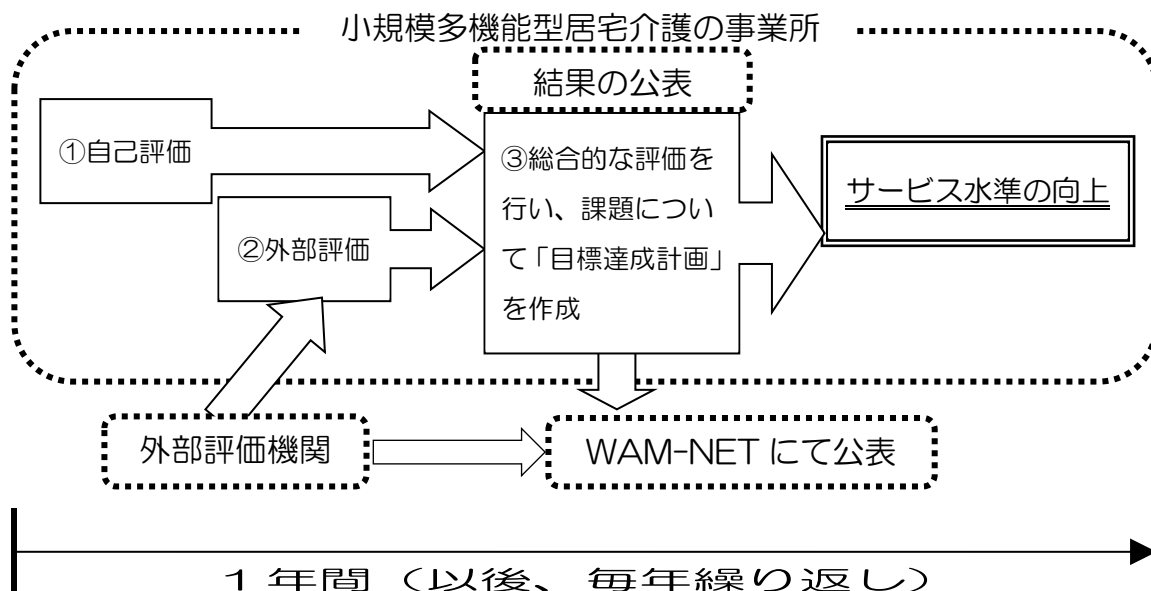 小規模多機能型居宅介護の事業所
結果の公表
①自己評価
②外部評価
③総合的な評価を
行い、課題につい
て「目標達成計画」
を作成
サービス水準の向上
外部評価機関
WAM-NET にて公表
1年間（以後、毎年繰り返し）